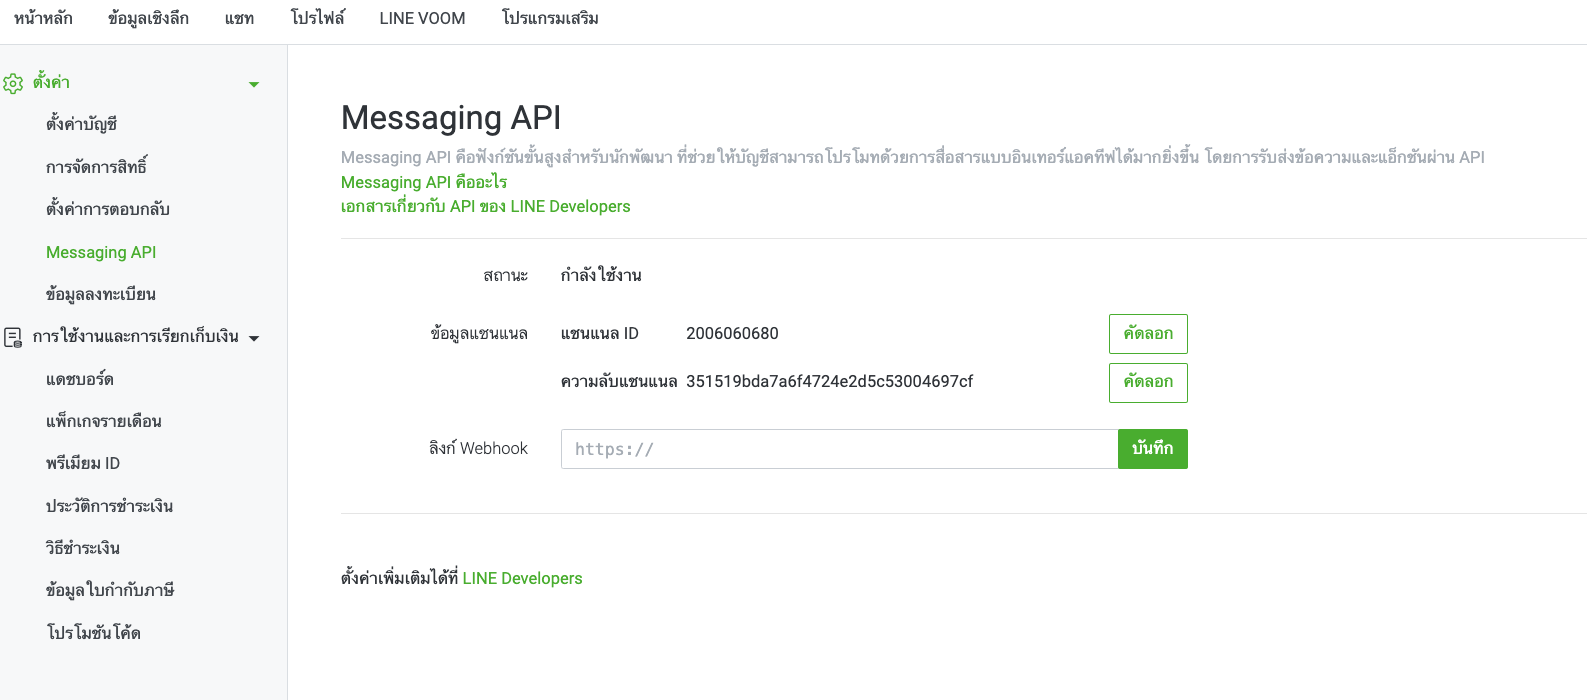 หน้าหลัก ข้อมูลเชิงลึก แชท โปรไฟล์ LINE VOOM โปรแกรมเสริม
ตั้งค่า
ตั้งค่าบัญชี
การจัดการสิทธิ์
ตั้งค่าการตอบกลับ
Messaging API
ข้อมูลลงทะเบียน
การใช้งานและการเรียกเก็บเงิน
แดชบอร์ด
แพ็กเกจรายเดือน
พรีเมียม ID
ประวัติการชำระเงิน
วิธีชำระเงิน
ข้อมูลใบกำกับภาษี
โปรโมชันโค้ด
Messaging API
Messaging API คือฟังก์ชันขั้นสูงสำหรับนักพัฒนา ที่ช่วยให้บัญชีสามารถโปรโมทด้วยการสื่อสารแบบอินเทอร์แอคทีฟได้มากยิ่งขึ้น โดยการรับส่งข้อความและแอ็กชันผ่าน API
Messaging API คืออะไร
เอกสารเกี่ยวกับ API ของ LINE Developers
สถานะ กำลังใช้งาน
ข้อมูลแชนแนล แชนแนล ID 2006060680 คัดลอก
ความลับแชนแนล 351519bda7a6f4724e2d5c53004697cf คัดลอก
ลิงก์ Webhook https:// บันทึก
ตั้งค่าเพิ่มเติมได้ที่ LINE Developers